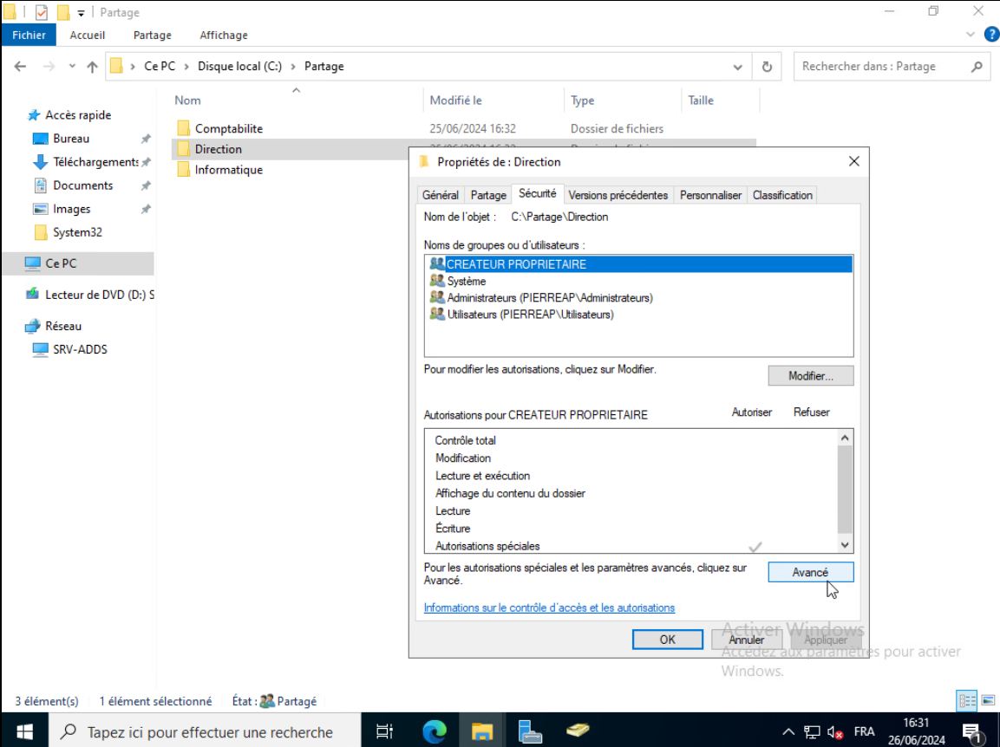 Partage
Fichier Accueil Partage Affichage
Ce PC Disque local (C:) Partage
Rechercher dans : Partage
Nom Modifié le Type Taille
Accès rapide
Bureau
Téléchargements
Documents
Images
System32
Ce PC
Lecteur de DVD (D:) S
Réseau
SRV-ADDS
Comptabilite 25/06/2024 16:32 Dossier de fichiers
Direction
Informatique
Propriétés de : Direction
Général Partage Sécurité Versions précédentes Personnaliser Classification
Nom de l'objet : C:\Partage\Direction
Noms de groupes ou d'utilisateurs :
CREATEUR PROPRIETAIRE
Système
Administrateurs (PIERREAP\Administrateurs)
Utilisateurs (PIERREAP\Utilisateurs)
Pour modifier les autorisations, cliquez sur Modifier.
Modifier...
Autorisations pour CREATEUR PROPRIETAIRE Autoriser Refuser
Contrôle total
Modification
Lecture et exécution
Affichage du contenu du dossier
Lecture
Écriture
Autorisations spéciales
Pour les autorisations spéciales et les paramètres avancés, cliquez sur
Avancé.
Avancé
Informations sur le contrôle d'accès et les autorisations
OK Annuler Appliquer
Activer Windows
Accédez aux paramètres pour activer
Windows.
3 élément(s) 1 élément sélectionné État : Partagé
Tapez ici pour effectuer une recherche
FRA
16:31
26/06/2024
1